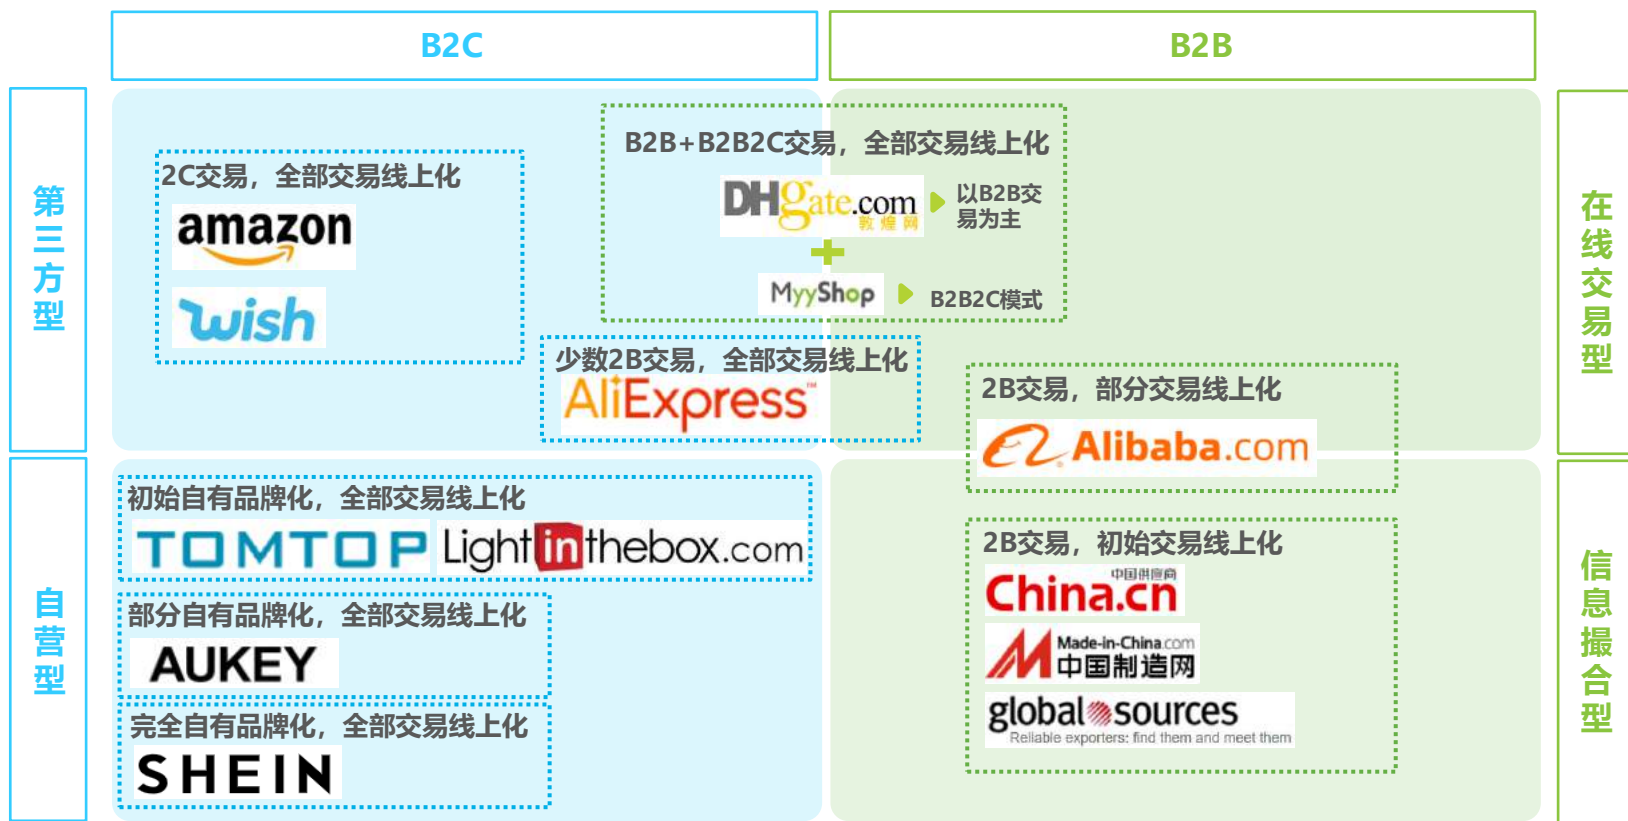 B2C
B2B
第三方型
自营型
在线交易型
信息撮合型
2C交易，全部交易线上化
amazon
wish
B2B+B2B2C交易，全部交易线上化
DHgate.com
敦煌网
以B2B交
易为主
MyyShop
B2B2C模式
少数2B交易，全部交易线上化
AliExpress™
2B交易，部分交易线上化
Alibaba.com
初始自有品牌化，全部交易线上化
TOMTOP
Lightinthebox.com
部分自有品牌化，全部交易线上化
AUKEY
完全自有品牌化，全部交易线上化
SHEIN
2B交易，初始交易线上化
中国供应商
China.cn
Made-in-China.com
中国制造网
global sources
Reliable exporters: find them and meet them